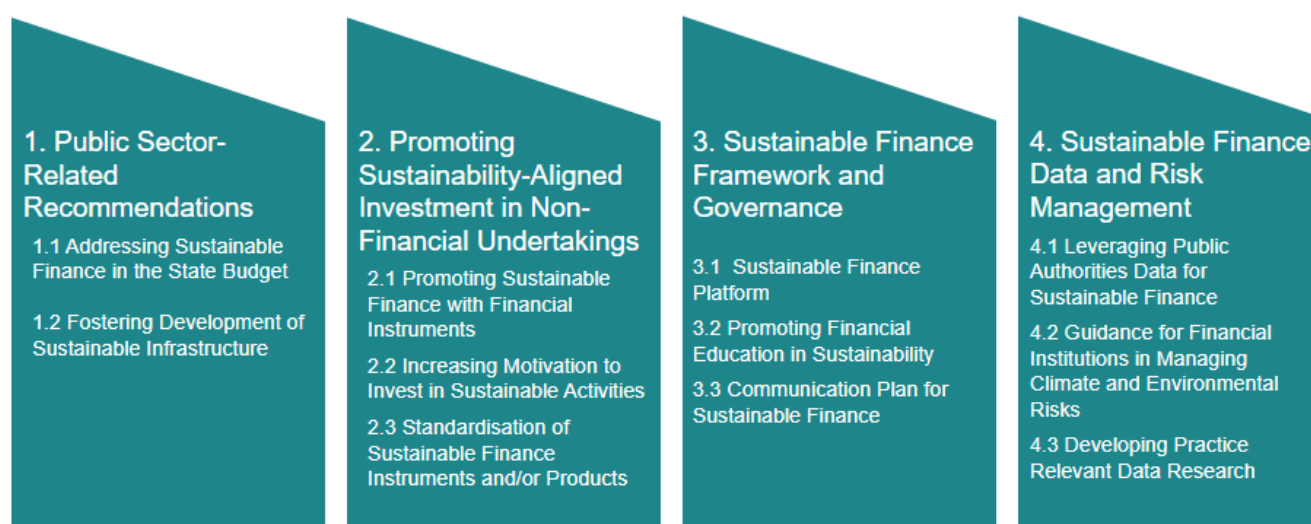 1. Public Sector-
Related
Recommendations
1.1 Addressing Sustainable
Finance in the State Budget
1.2 Fostering Development of
Sustainable Infrastructure
2. Promoting
Sustainability-Aligned
Investment in Non-
Financial Undertakings
2.1 Promoting Sustainable
Finance with Financial
Instruments
2.2 Increasing Motivation to
Invest in Sustainable Activities
2.3 Standardisation of
Sustainable Finance
Instruments and/or Products
3. Sustainable Finance
Framework and
Governance
3.1 Sustainable Finance
Platform
3.2 Promoting Financial
Education in Sustainability
3.3 Communication Plan for
Sustainable Finance
4. Sustainable Finance
Data and Risk
Management
4.1 Leveraging Public
Authorities Data for
Sustainable Finance
4.2 Guidance for Financial
Institutions in Managing
Climate and Environmental
Risks
4.3 Developing Practice
Relevant Data Research